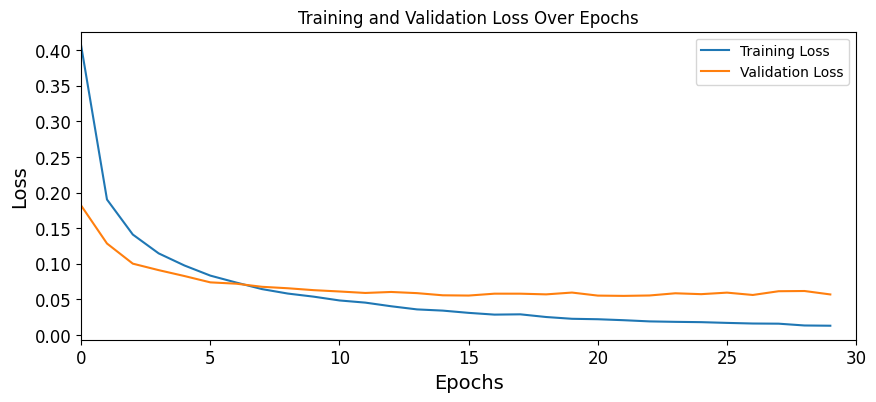 Training and Validation Loss Over Epochs
Training Loss
Validation Loss
Loss
0.40
0.35
0.30
0.25
0.20
0.15
0.10
0.05
0.00
0 5 10 15 20 25 30
Epochs